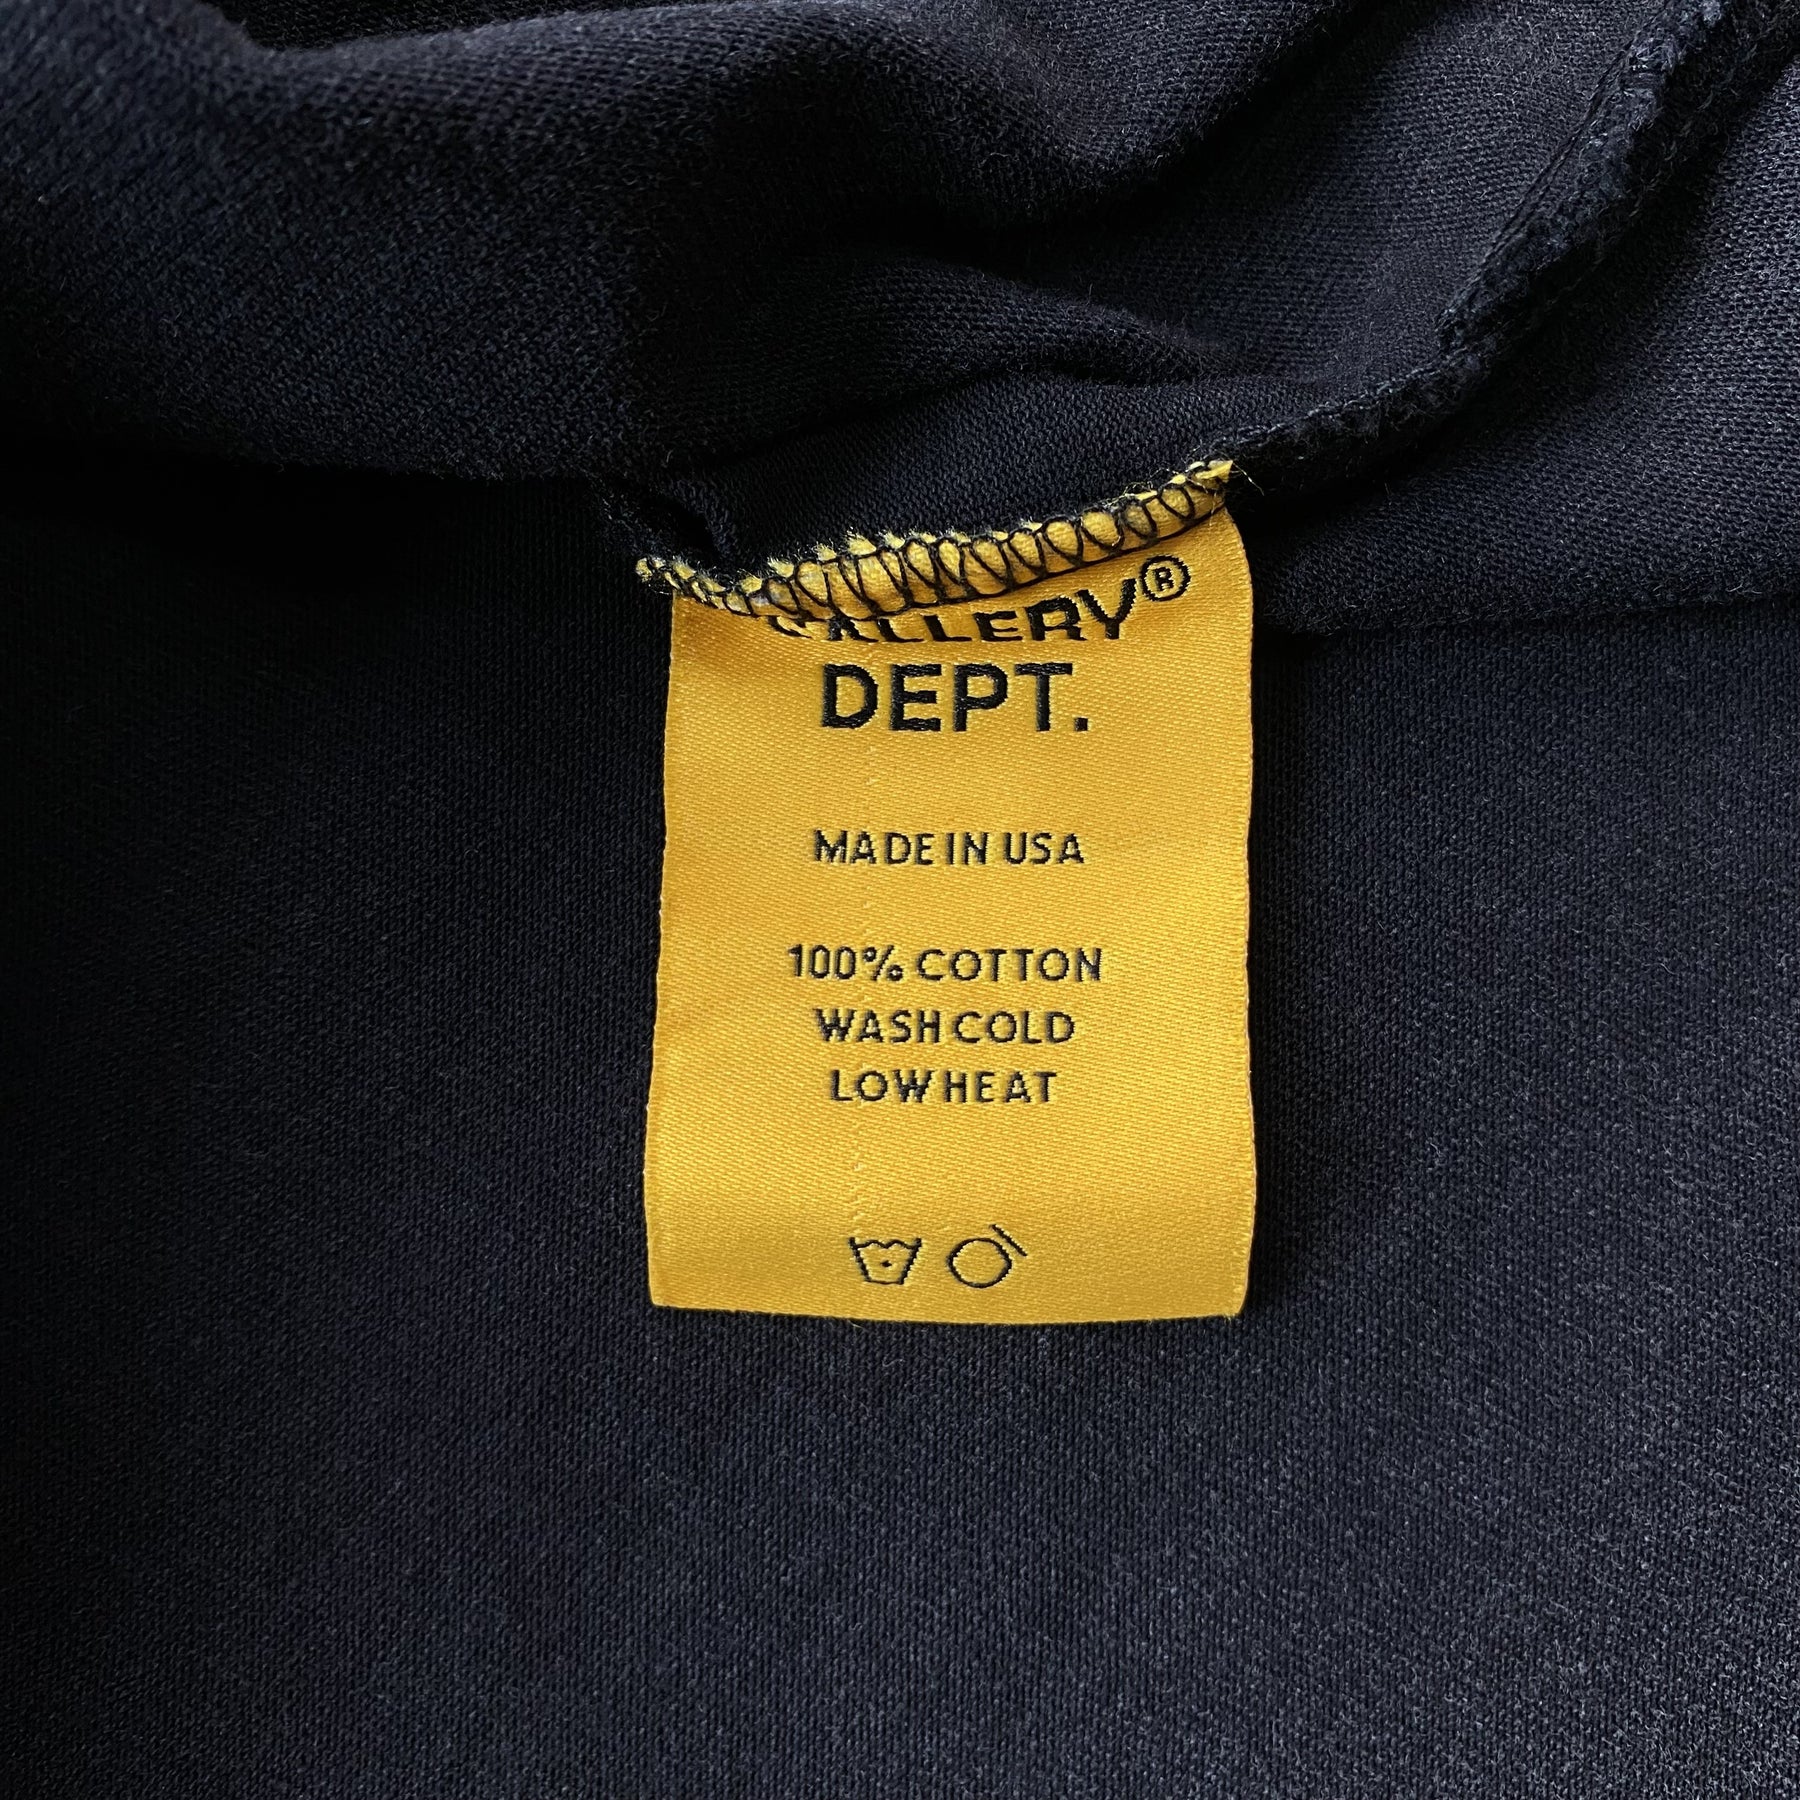 GALLERY®
DEPT.
MADE IN USA
100% COTTON
WASH COLD
LOW HEAT